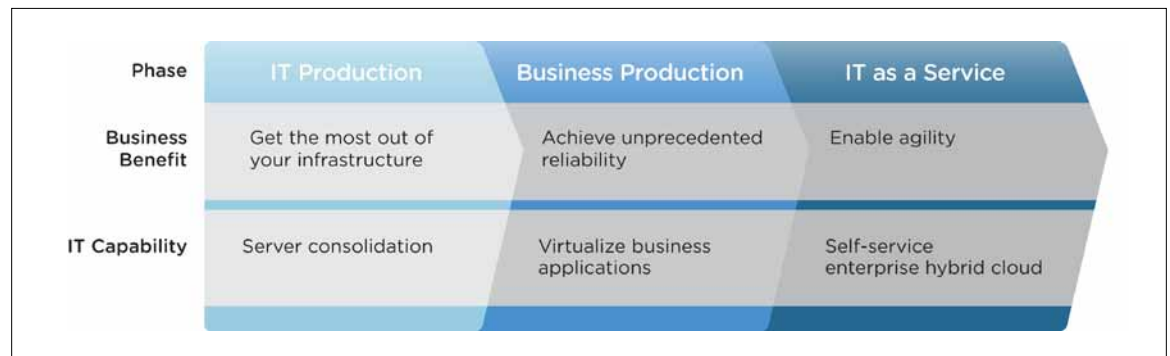 Phase IT Production Business Production IT as a Service
Business Benefit
Get the most out of
your infrastructure
Achieve unprecedented
reliability
Enable agility
IT Capability
Server consolidation
Virtualize business
applications
Self-service
enterprise hybrid cloud